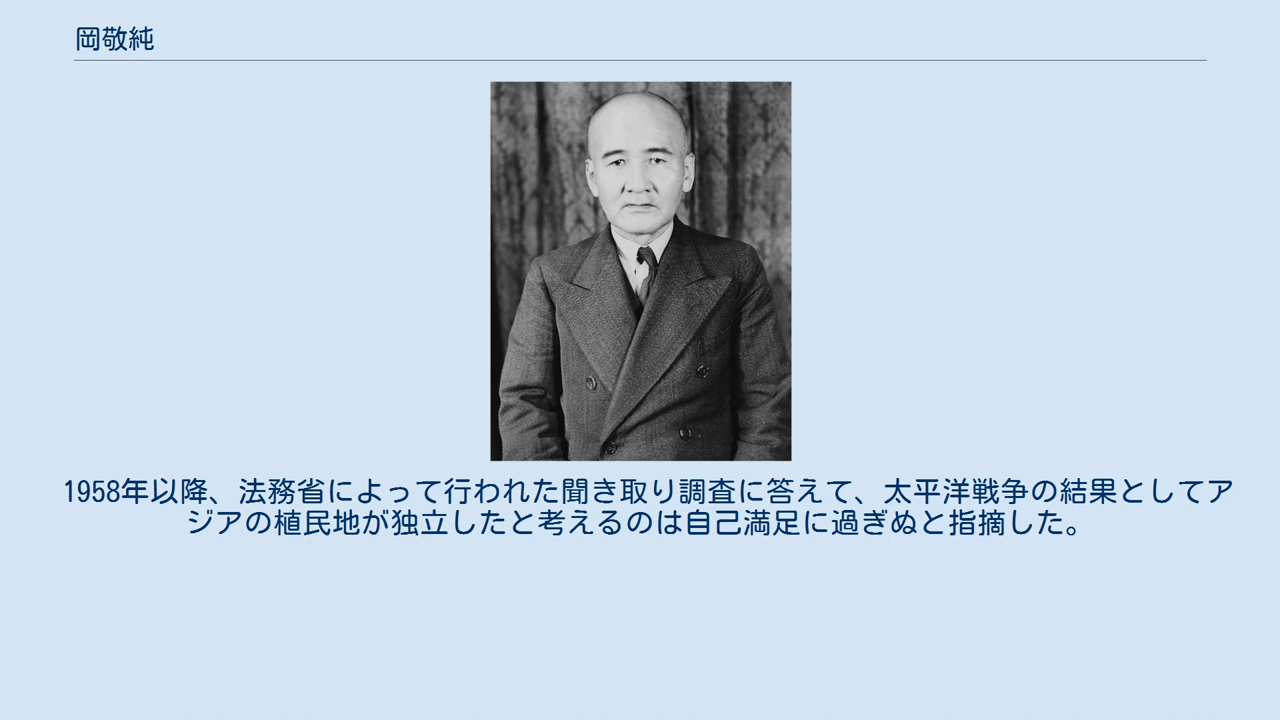 岡敬純
1958年以降、法務省によって行われた聞き取り調査に答えて、太平洋戦争の結果としてア
ジアの植民地が独立したと考えるのは自己満足に過ぎぬと指摘した。